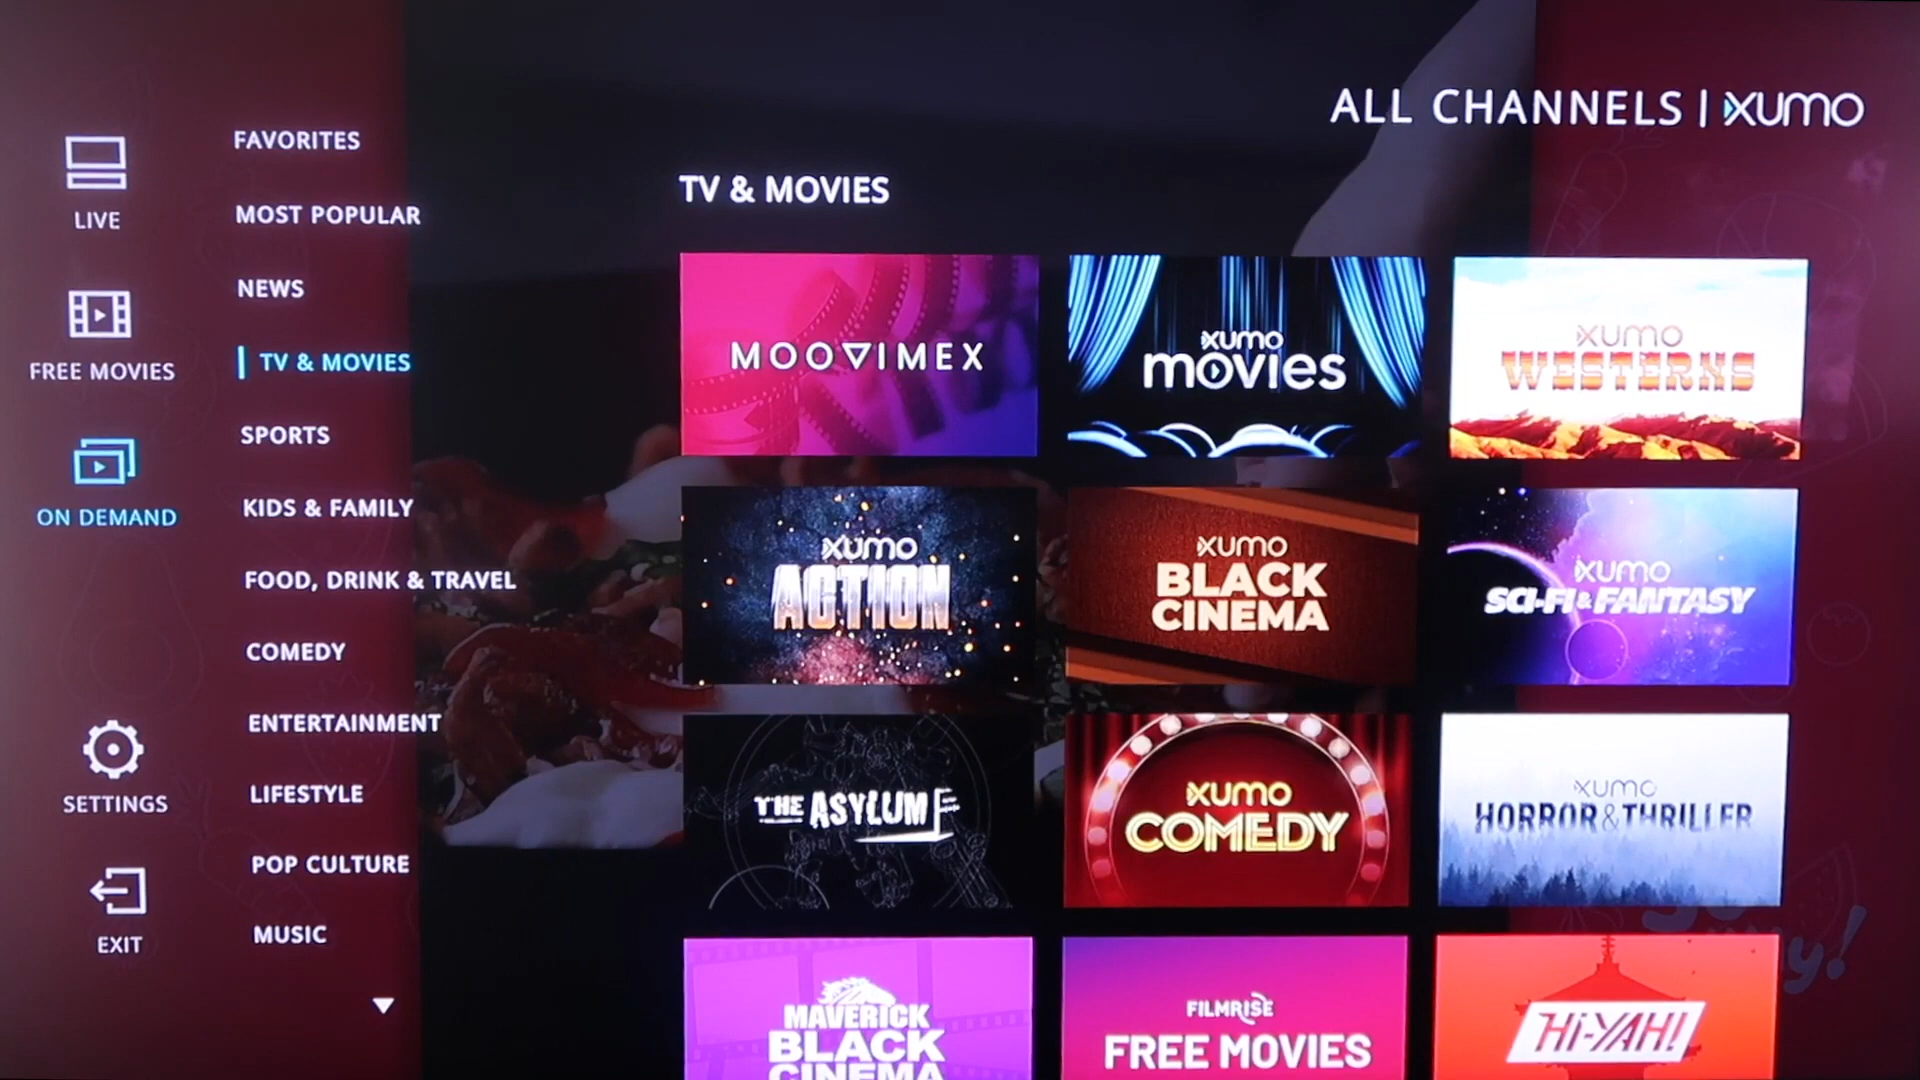 ALL CHANNELS | XUMO
LIVE
FREE MOVIES
ON DEMAND
SETTINGS
EXIT
FAVORITES
MOST POPULAR
NEWS
TV & MOVIES
SPORTS
KIDS & FAMILY
FOOD, DRINK & TRAVEL
COMEDY
ENTERTAINMENT
LIFESTYLE
POP CULTURE
MUSIC
TV & MOVIES
MOOVIMEX
XUMO
movies
XUMO
WESTERNS
XUMO
ACTION
XUMO
BLACK
CINEMA
XUMO
SCI-FI & FANTASY
THE ASYLUM
XUMO
COMEDY
XUMO
HORROR & THRILLER
MAVERICK
BLACK
CINEMA
FILMRISE
FREE MOVIES
Hi-YAH!